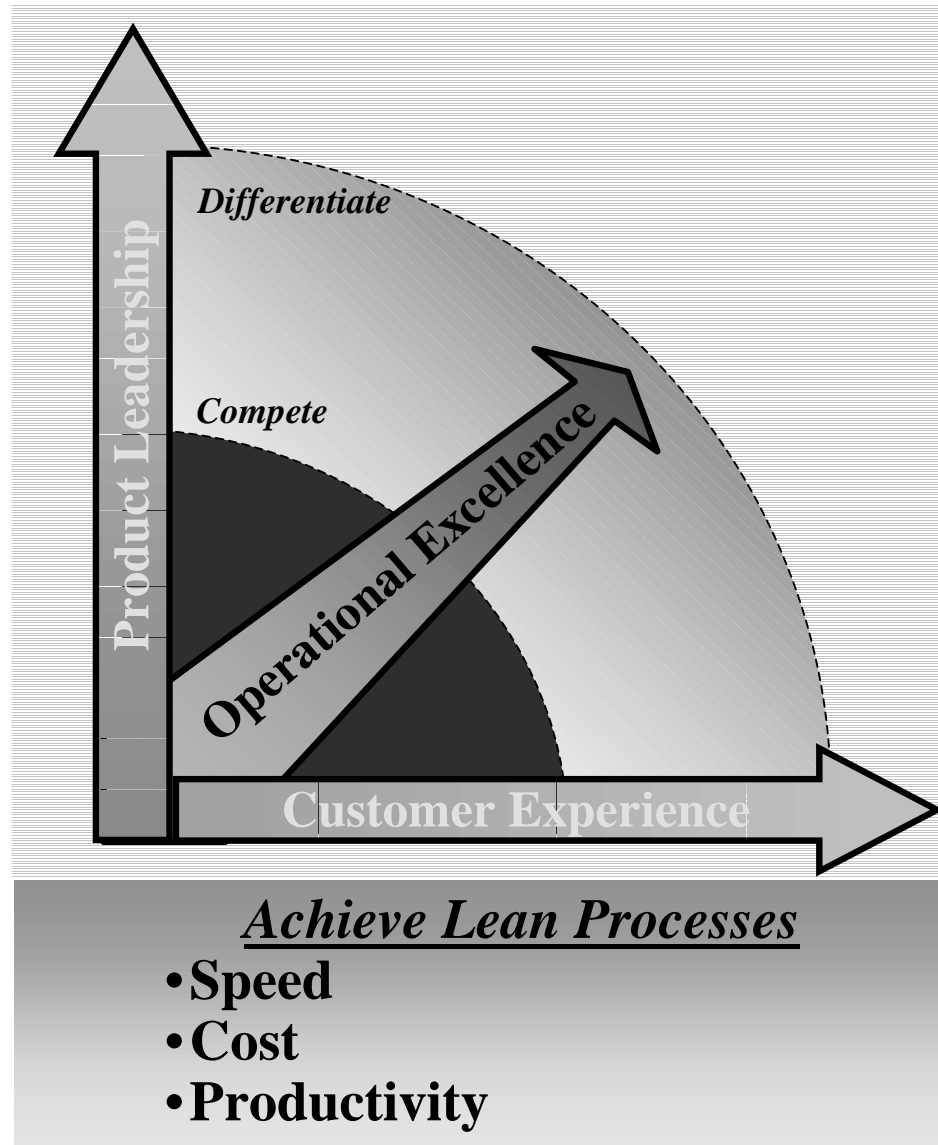 Differentiate
Product Leadership
Compete
Operational Excellence
Customer Experience
Achieve Lean Processes
•Speed
•Cost
•Productivity